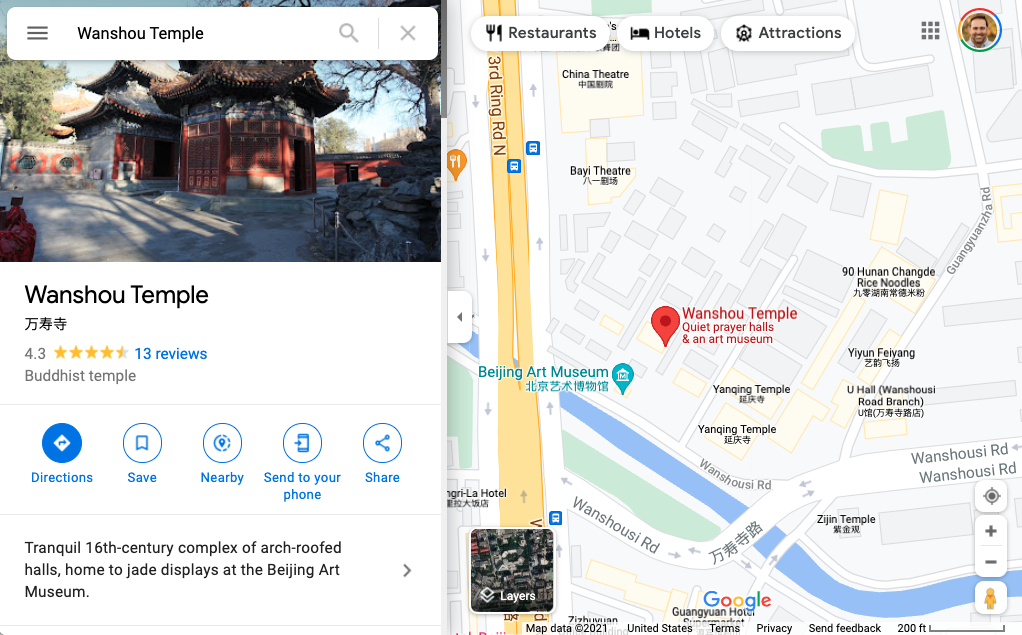 Wanshou Temple
Wanshou Temple
万寿寺
4.3
13 reviews
Buddhist temple
Directions
Save
Nearby
Send to your
phone
Share
Tranquil 16th-century complex of arch-roofed
halls, home to jade displays at the Beijing Art
Museum.
Restaurants
Hotels
Attractions
3rd Ring Rd N
China Theatre
中国剧院
Bayi Theatre
八一剧场
Guangyuanzha Rd
90 Hunan Changde
Rice Noodles
九零湖南常德米粉
Wanshou Temple
Quiet prayer halls
& an art museum
Yiyun Feiyang
艺韵飞扬
Beijing Art Museum
北京艺术博物馆
Yanqing Temple
延庆寺
U Hall (Wanshousi
Road Branch)
U馆(万寿寺路店)
Yanqing Temple
延庆寺
Wanshousi Rd
Wanshousi Rd
Wanshousi Rd
ngri-La Hotel
里拉大饭店
Wanshousi Rd
万寿寺路
Zijin Temple
紫金观
Layers
Google
Guangyuan Hotel
Supermarket
Zizhuyuan
Map data ©2021
United States
Terms
Privacy
Send feedback
200 ft